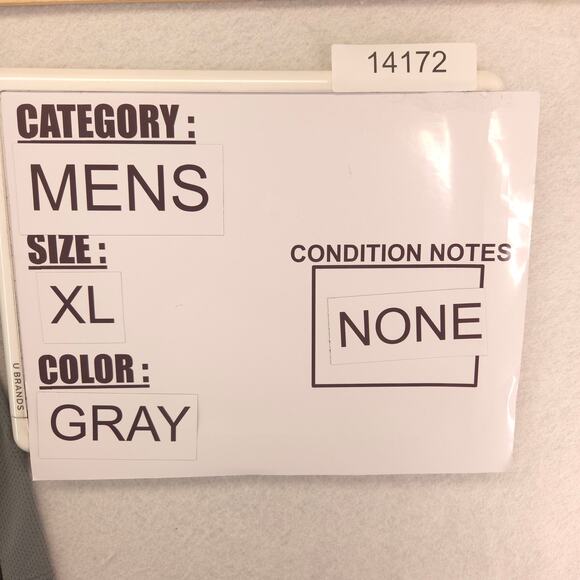 14172
CATEGORY :
MENS
SIZE :
XL
CONDITION NOTES
NONE
COLOR :
GRAY
U BRANDS